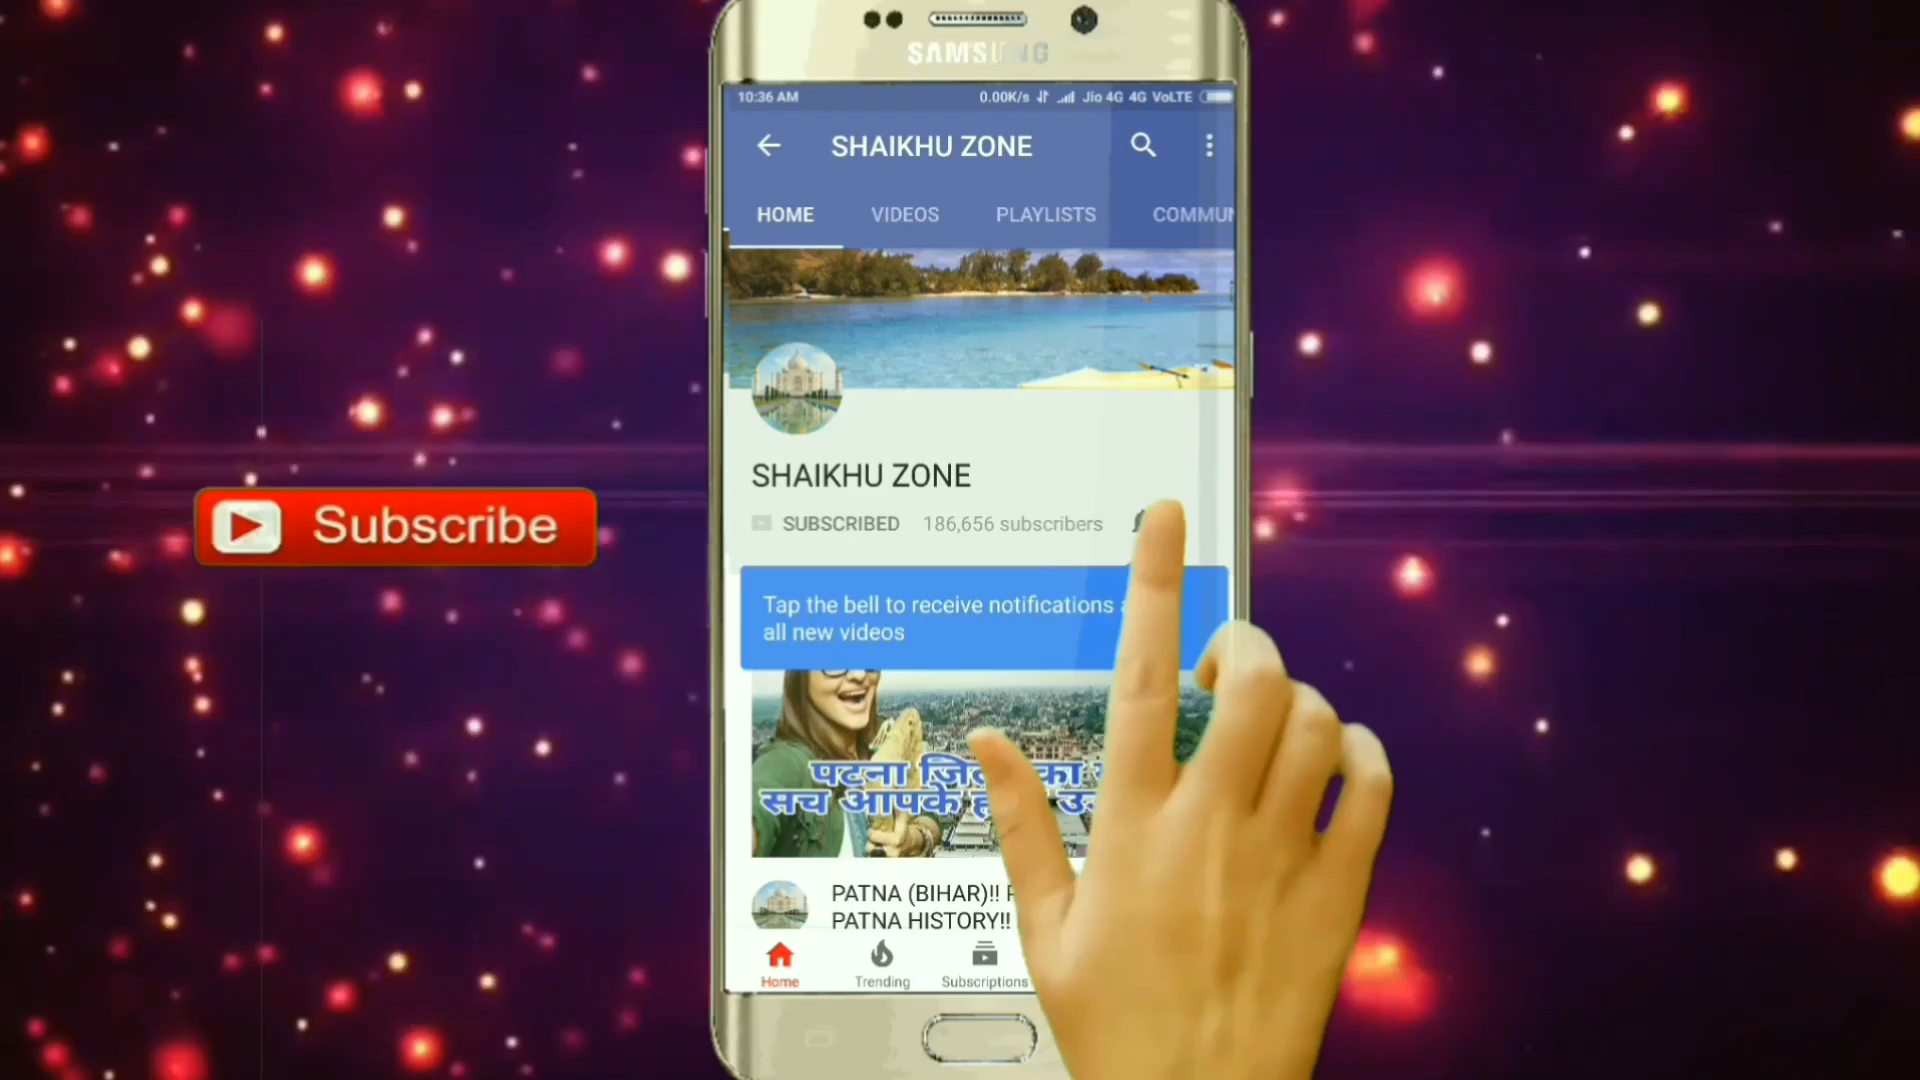 SAMSUNG
10:36 AM 0.00K/s Jio 4G 4G VoLTE
SHAIKHU ZONE
HOME VIDEOS PLAYLISTS COMMUN
SHAIKHU ZONE
SUBSCRIBED 186,656 subscribers
Subscribe
Tap the bell to receive notifications
all new videos
पटना का
सच आपके
PATNA (BIHAR)!!
PATNA HISTORY!!
Home Trending Subscriptions